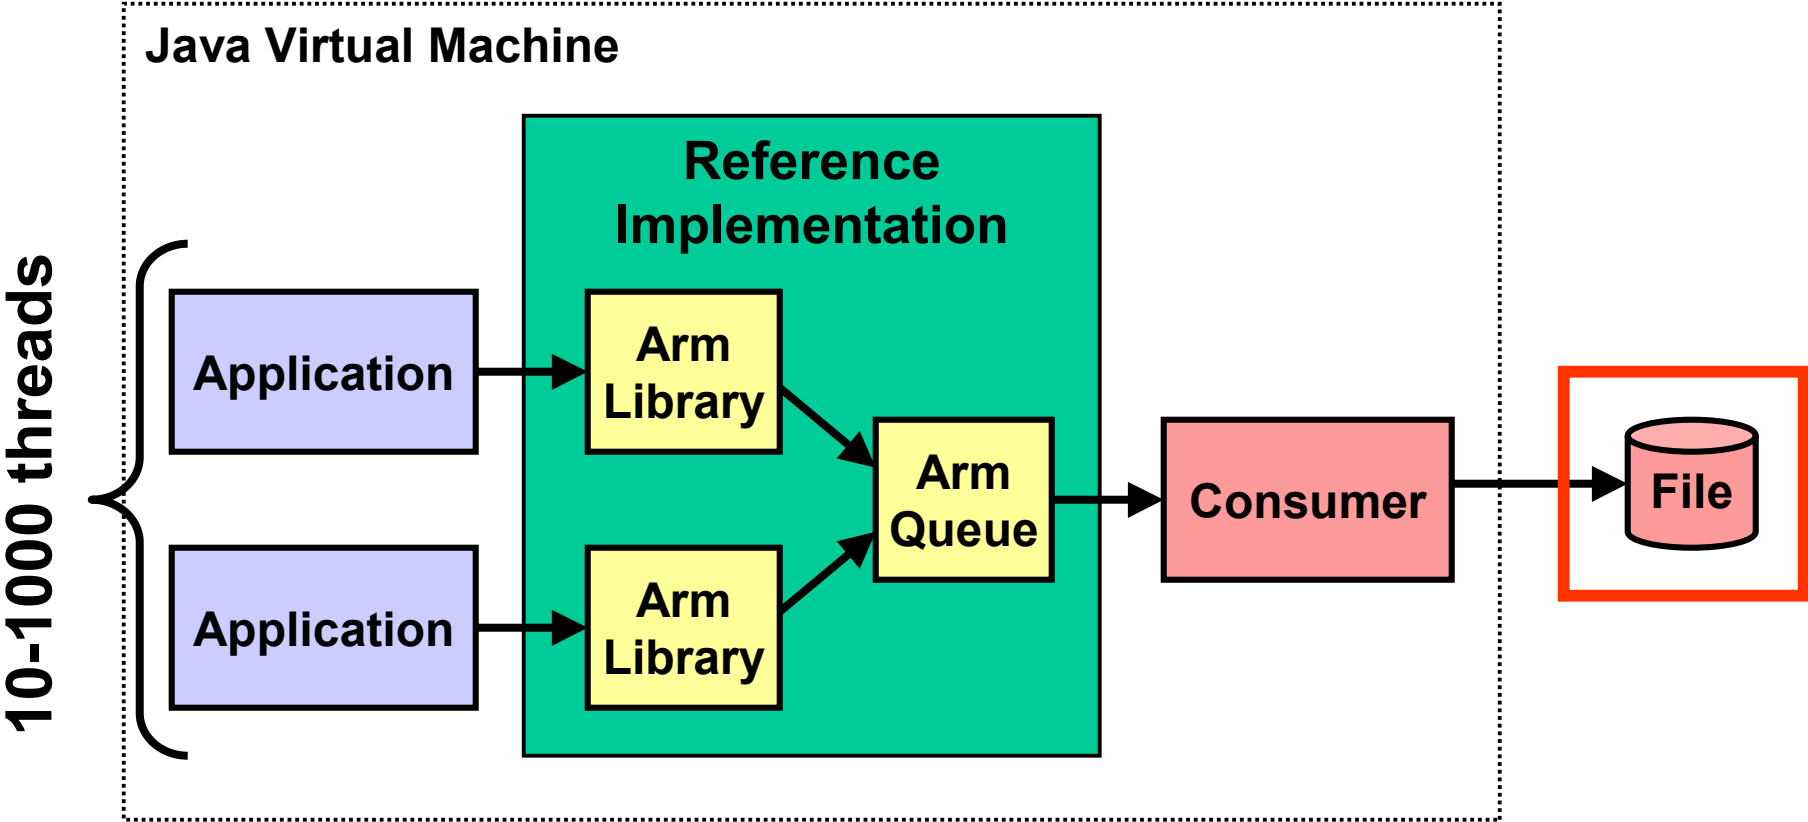 Java Virtual Machine
10-1000 threads
Reference
Implementation
Application
Arm
Library
Application
Arm
Library
Arm
Queue
Consumer
File